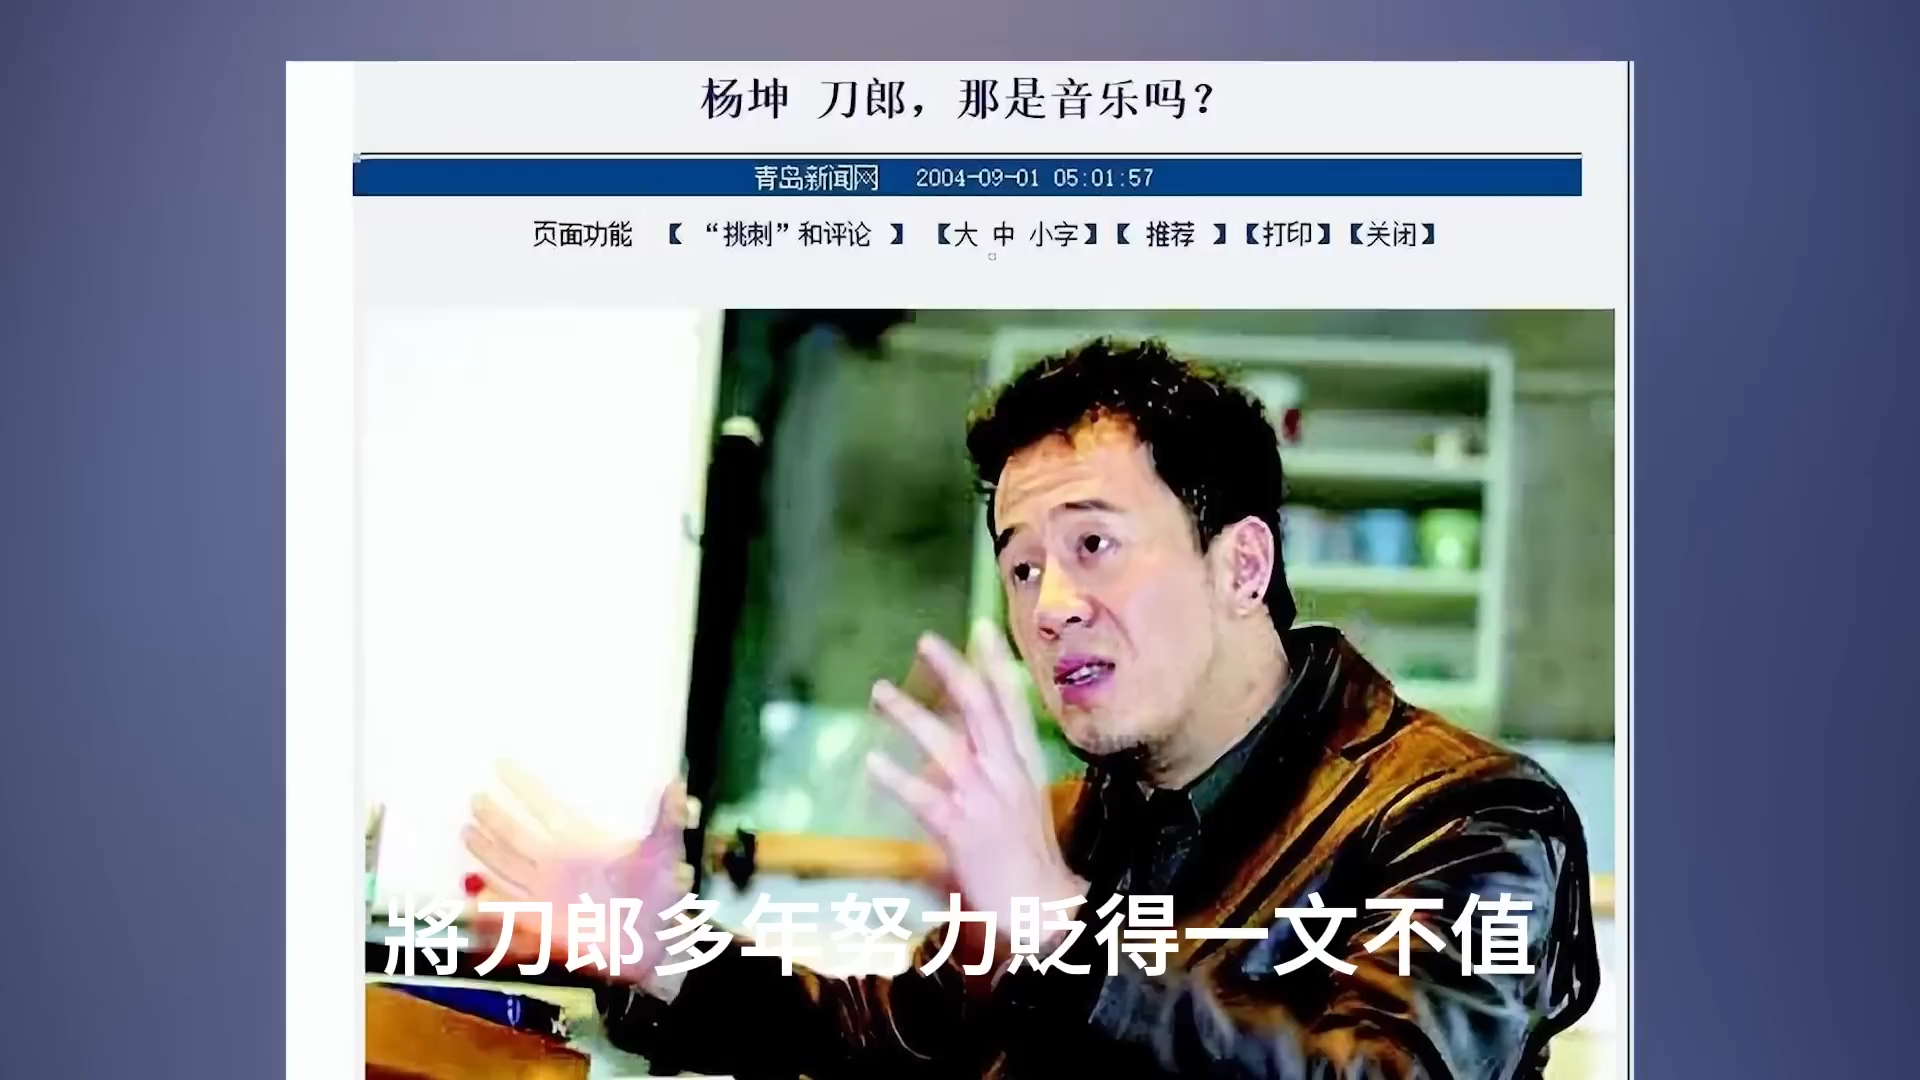 杨坤 刀郎，那是音乐吗？
青岛新闻网 2004-09-01 05:01:57
页面功能 【 “挑刺”和评论 】 【大 中 小字】【 推荐 】【打印】【关闭】
將刀郎多年努力貶得一文不值